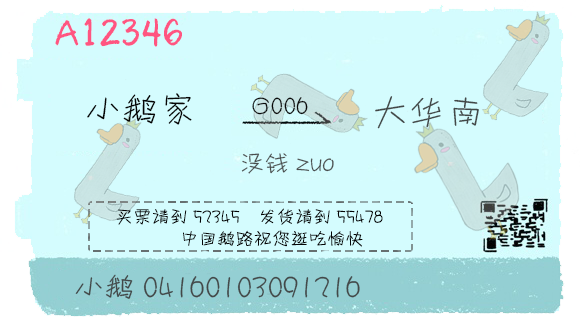 A12346
小鹅家 G006 大华南
没钱 zuo
买票请到 57345 发货请到 55478
中国鹅路祝您逛吃愉快
小鹅 04160103091216